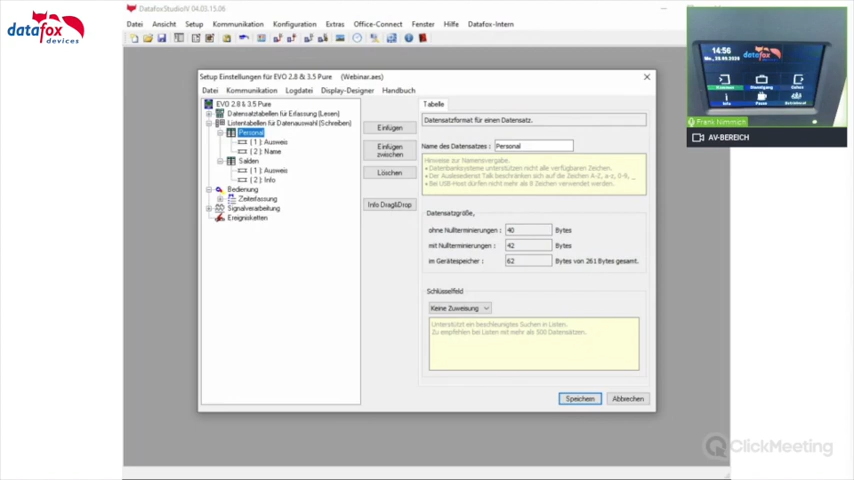 datafox
devices
DatafoxStudioIV 04.03.15.06
Datei Ansicht Setup Kommunikation Konfiguration Extras Office-Connect Fenster Hilfe Datafox-Intern
Setup Einstellungen für EVO 2.8 & 3.5 Pure (Webinar.aes)
Datei Kommunikation Logdatei Display-Designer Handbuch
EVO 2.8 & 3.5 Pure
Datensatztabellen für Erfassung (Lesen)
Listentabellen für Datenauswahl (Schreiben)
Personal
[ 1 ]: Ausweis
[ 2 ]: Name
Salden
[ 1 ]: Ausweis
[ 2 ]: Info
Bedienung
Zeiterfassung
Signalverarbeitung
Ereignisketten
Einfügen
Einfügen
zwischen
Löschen
Info Drag&Drop
Tabelle
Datensatzformat für einen Datensatz.
Name des Datensatzes : Personal
Hinweise zur Namensvergabe.
• Datenbanksysteme unterstützen nicht alle verfügbaren Zeichen.
• Der Auslesedienst Talk beschränken sich auf die Zeichen A-Z, a-z, 0-9, _
• Bei USB-Host dürfen nicht mehr als 8 Zeichen verwendet werden.
Datensatzgröße,
ohne Nullterminierungen : 40 Bytes
mit Nullterminierungen : 42 Bytes
im Gerätespeicher : 62 Bytes von 261 Bytes gesamt.
Schlüsselfeld
Keine Zuweisung
Unterstützt ein beschleunigtes Suchen in Listen.
Zu empfehlen bei Listen mit mehr als 500 Datensätzen.
Speichern Abbrechen
14:56
datafox
Kommen Dienstgang Gehen
Info Pause
Frank Nimmich
AV-BEREICH
ClickMeeting